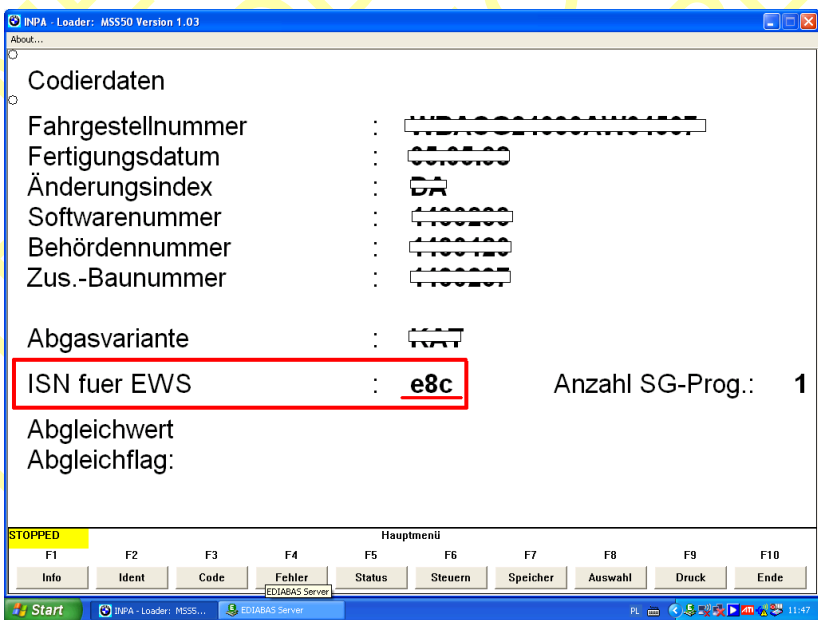 INPA - Loader: MSS50 Version 1.03
About...
Codierdaten
Fahrgestellnummer :
Fertigungsdatum :
Änderungsindex : DA
Softwarenummer :
Behördennummer :
Zus.-Baunummer :
Abgasvariante : KAT
ISN fuer EWS : e8c Anzahl SG-Prog.: 1
Abgleichwert
Abgleichflag:
STOPPED Hauptmenü
F1 F2 F3 F4 F5 F6 F7 F8 F9 F10
Info Ident Code Fehler Status Steuern Speicher Auswahl Druck Ende
EDIABAS Server
Start INPA - Loader: MSS5... EDIABAS Server PL 11:47